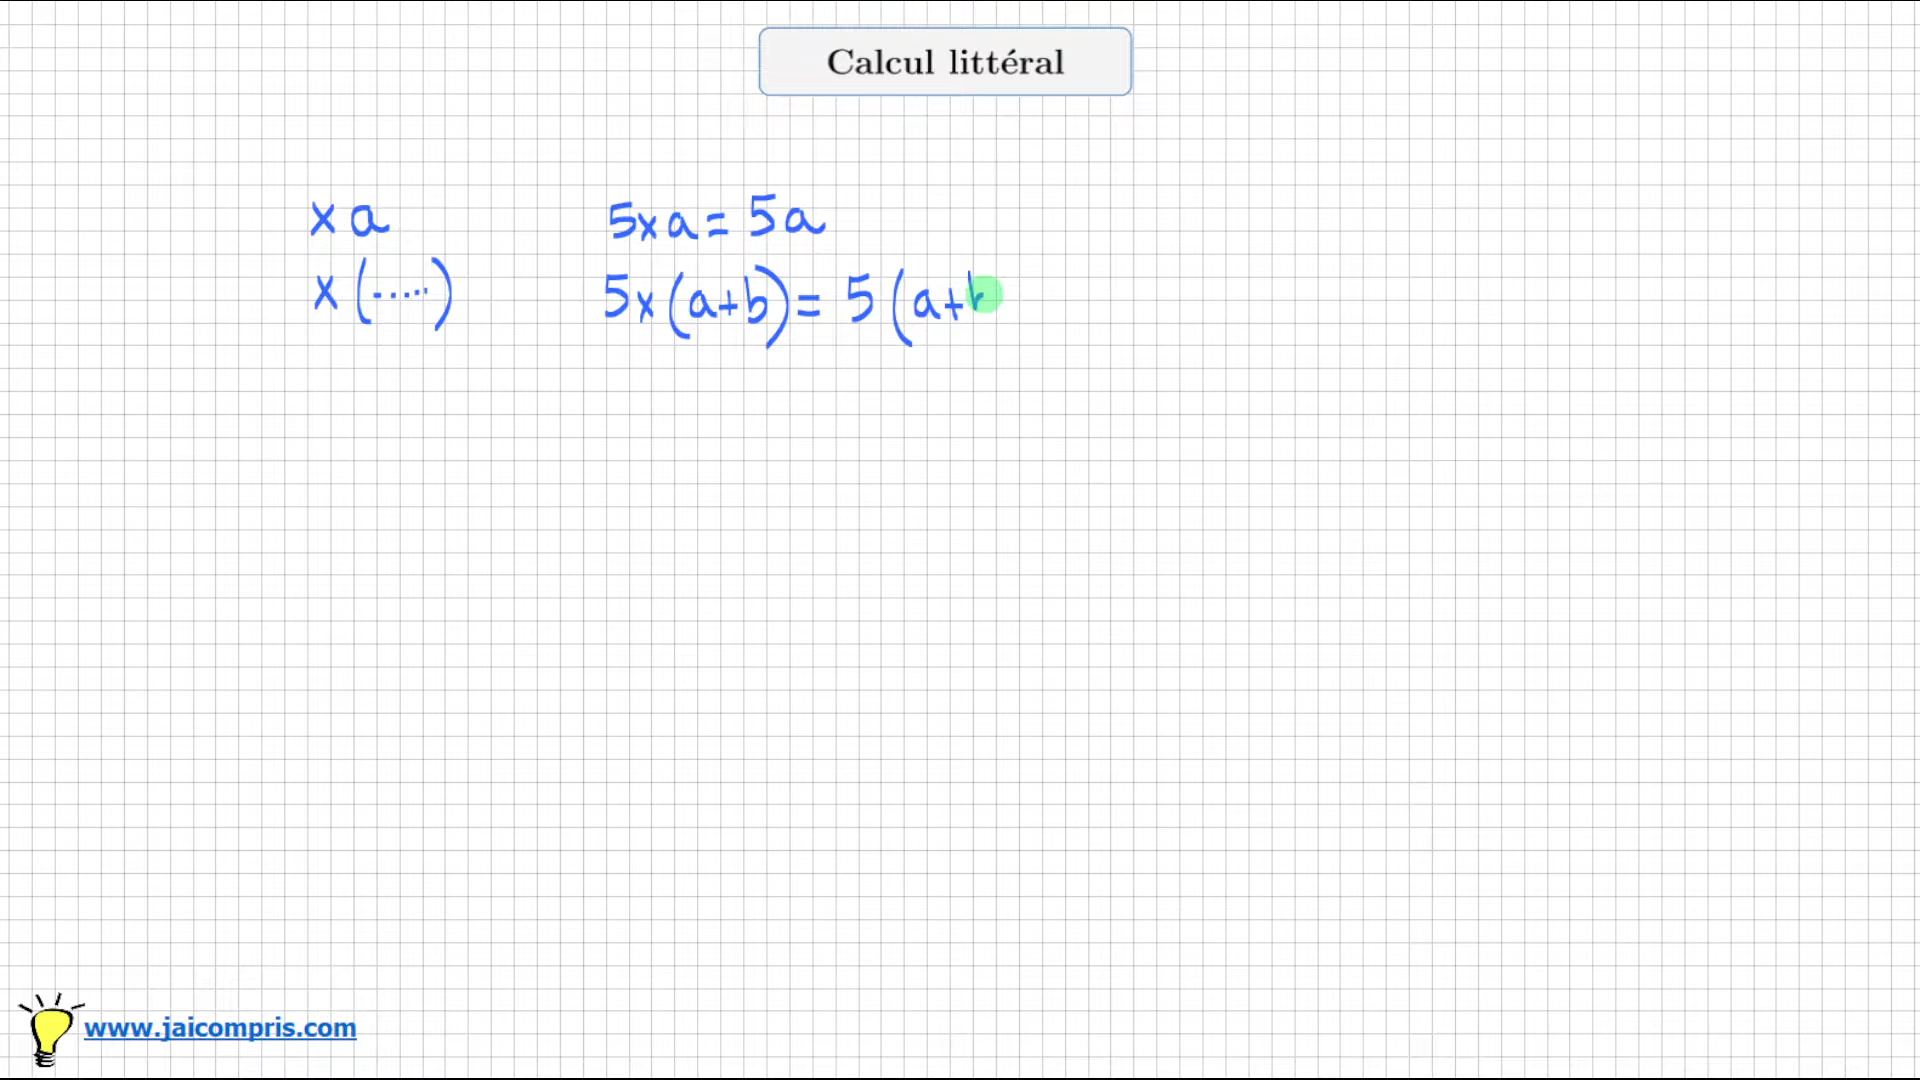 Calcul littéral
× a 5×a = 5a
× (.....) 5×(a+b) = 5(a+b
www.jaicompris.com